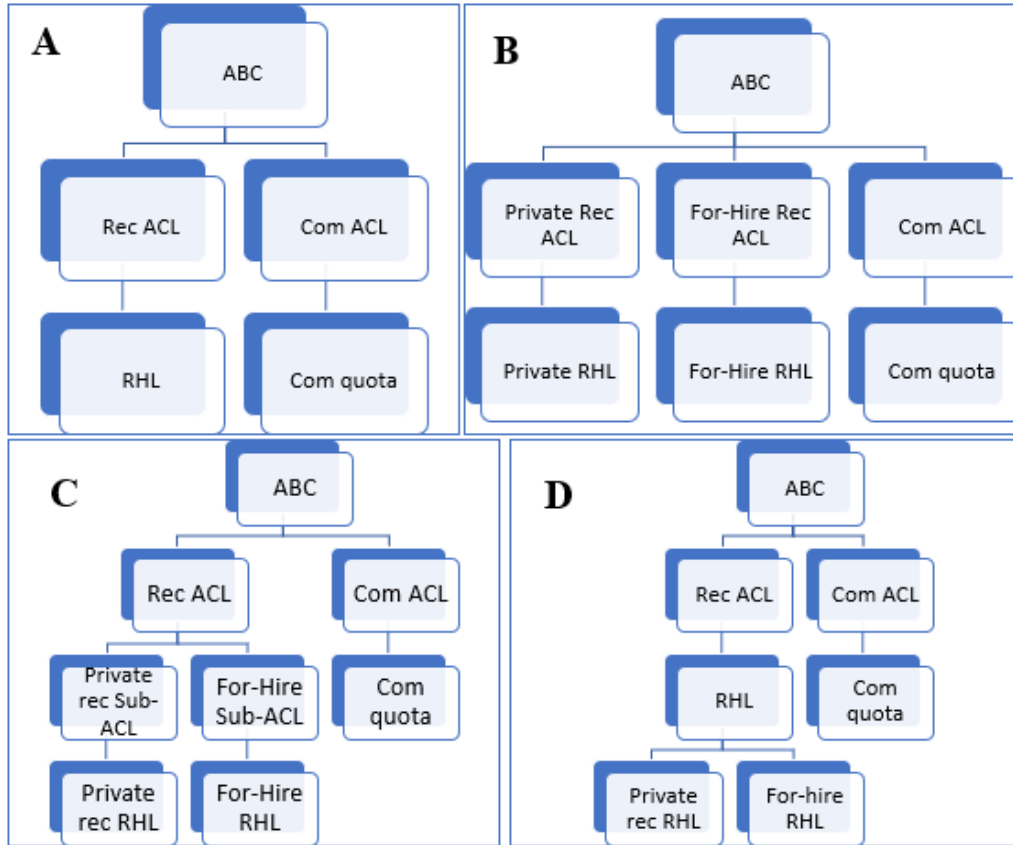 A
ABC
Rec ACL
Com ACL
RHL
Com quota
B
ABC
Private Rec
ACL
For-Hire Rec
ACL
Com ACL
Private RHL
For-Hire RHL
Com quota
C
ABC
Rec ACL
Com ACL
Private
rec Sub-
ACL
For-Hire
Sub-ACL
Com
quota
Private
rec RHL
For-Hire
RHL
D
ABC
Rec ACL
Com ACL
RHL
Com
quota
Private
rec RHL
For-hire
RHL